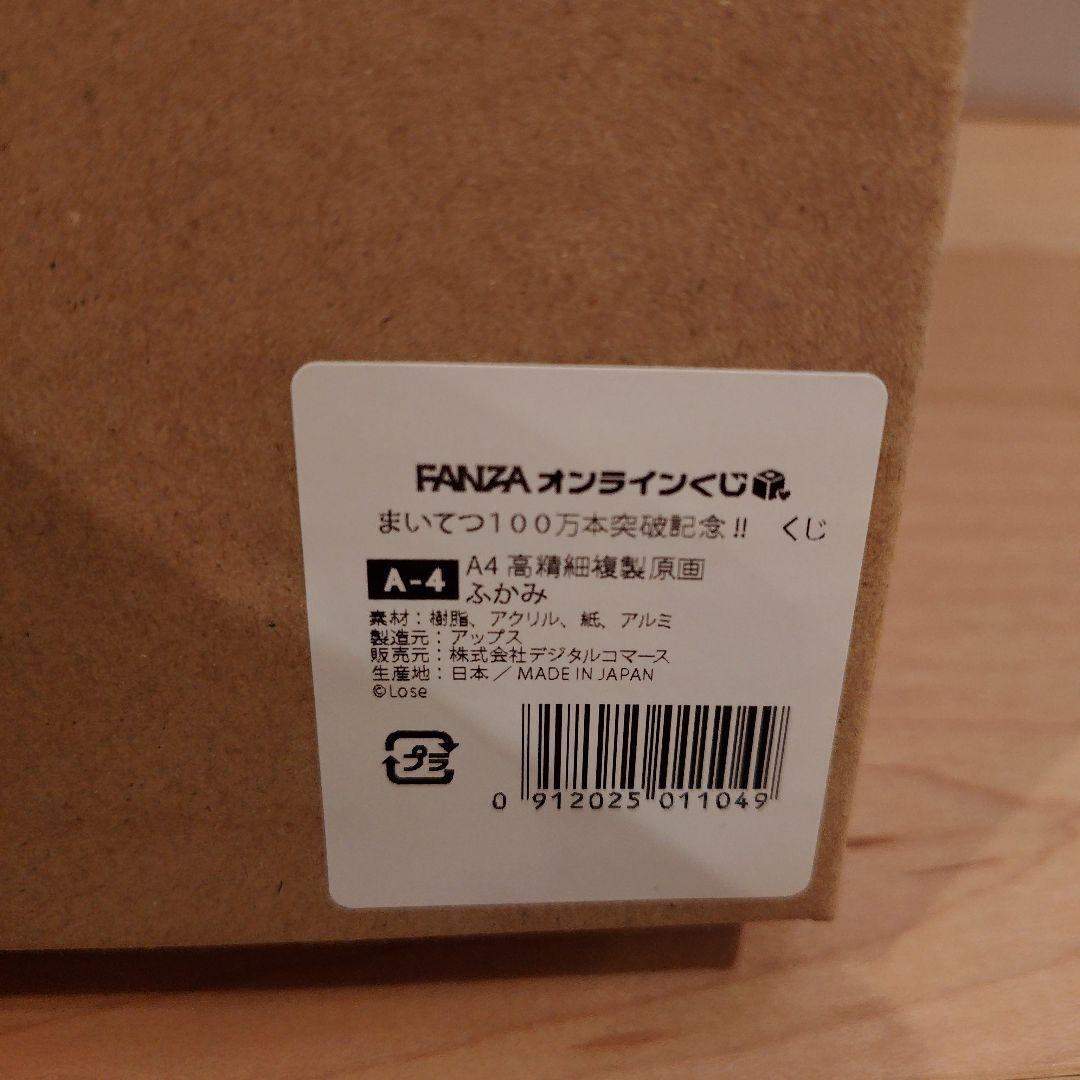 FANZA オンラインくじ
まいてつ100万本突破記念!! くじ
A-4 A4 高精細複製原画
ふかみ
素材：樹脂、アクリル、紙、アルミ
製造元：アップス
販売元：株式会社デジタルコマース
生産地：日本／MADE IN JAPAN
©Lose
プラ
0 912025 011049